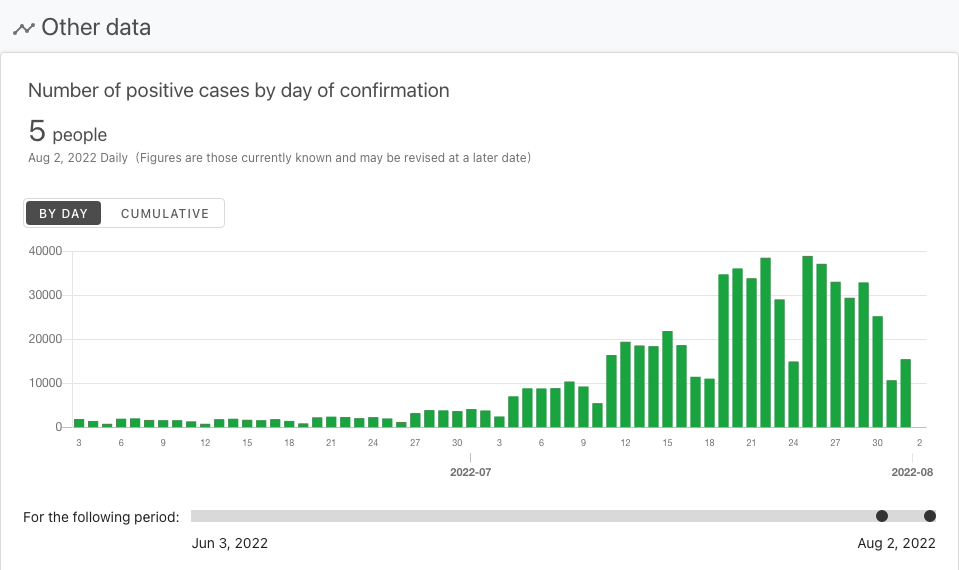 Other data
Number of positive cases by day of confirmation
5 people
Aug 2, 2022 Daily (Figures are those currently known and may be revised at a later date)
BY DAY CUMULATIVE
40000
30000
20000
10000
0
3 6 9 12 15 18 21 24 27 30 3 6 9 12 15 18 21 24 27 30 2
2022-07 2022-08
For the following period:
Jun 3, 2022 Aug 2, 2022